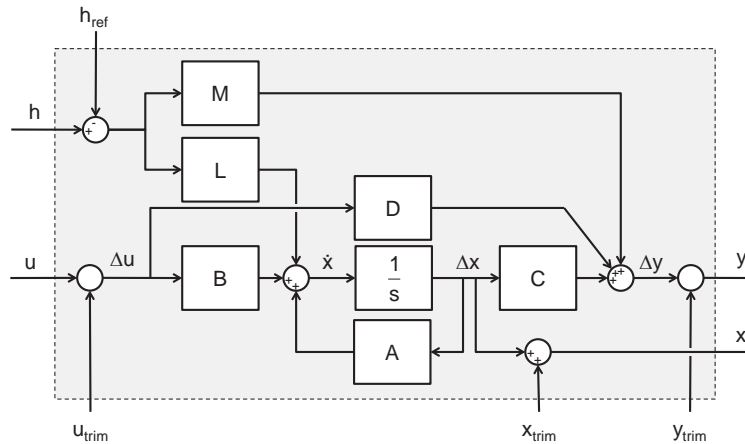 h_ref
M
h
+ -
L
D
u
Δu
B
+ + +
ẋ
1
s
Δx
C
+ + + +
Δy
y
A
+ +
x
u_trim
x_trim
y_trim